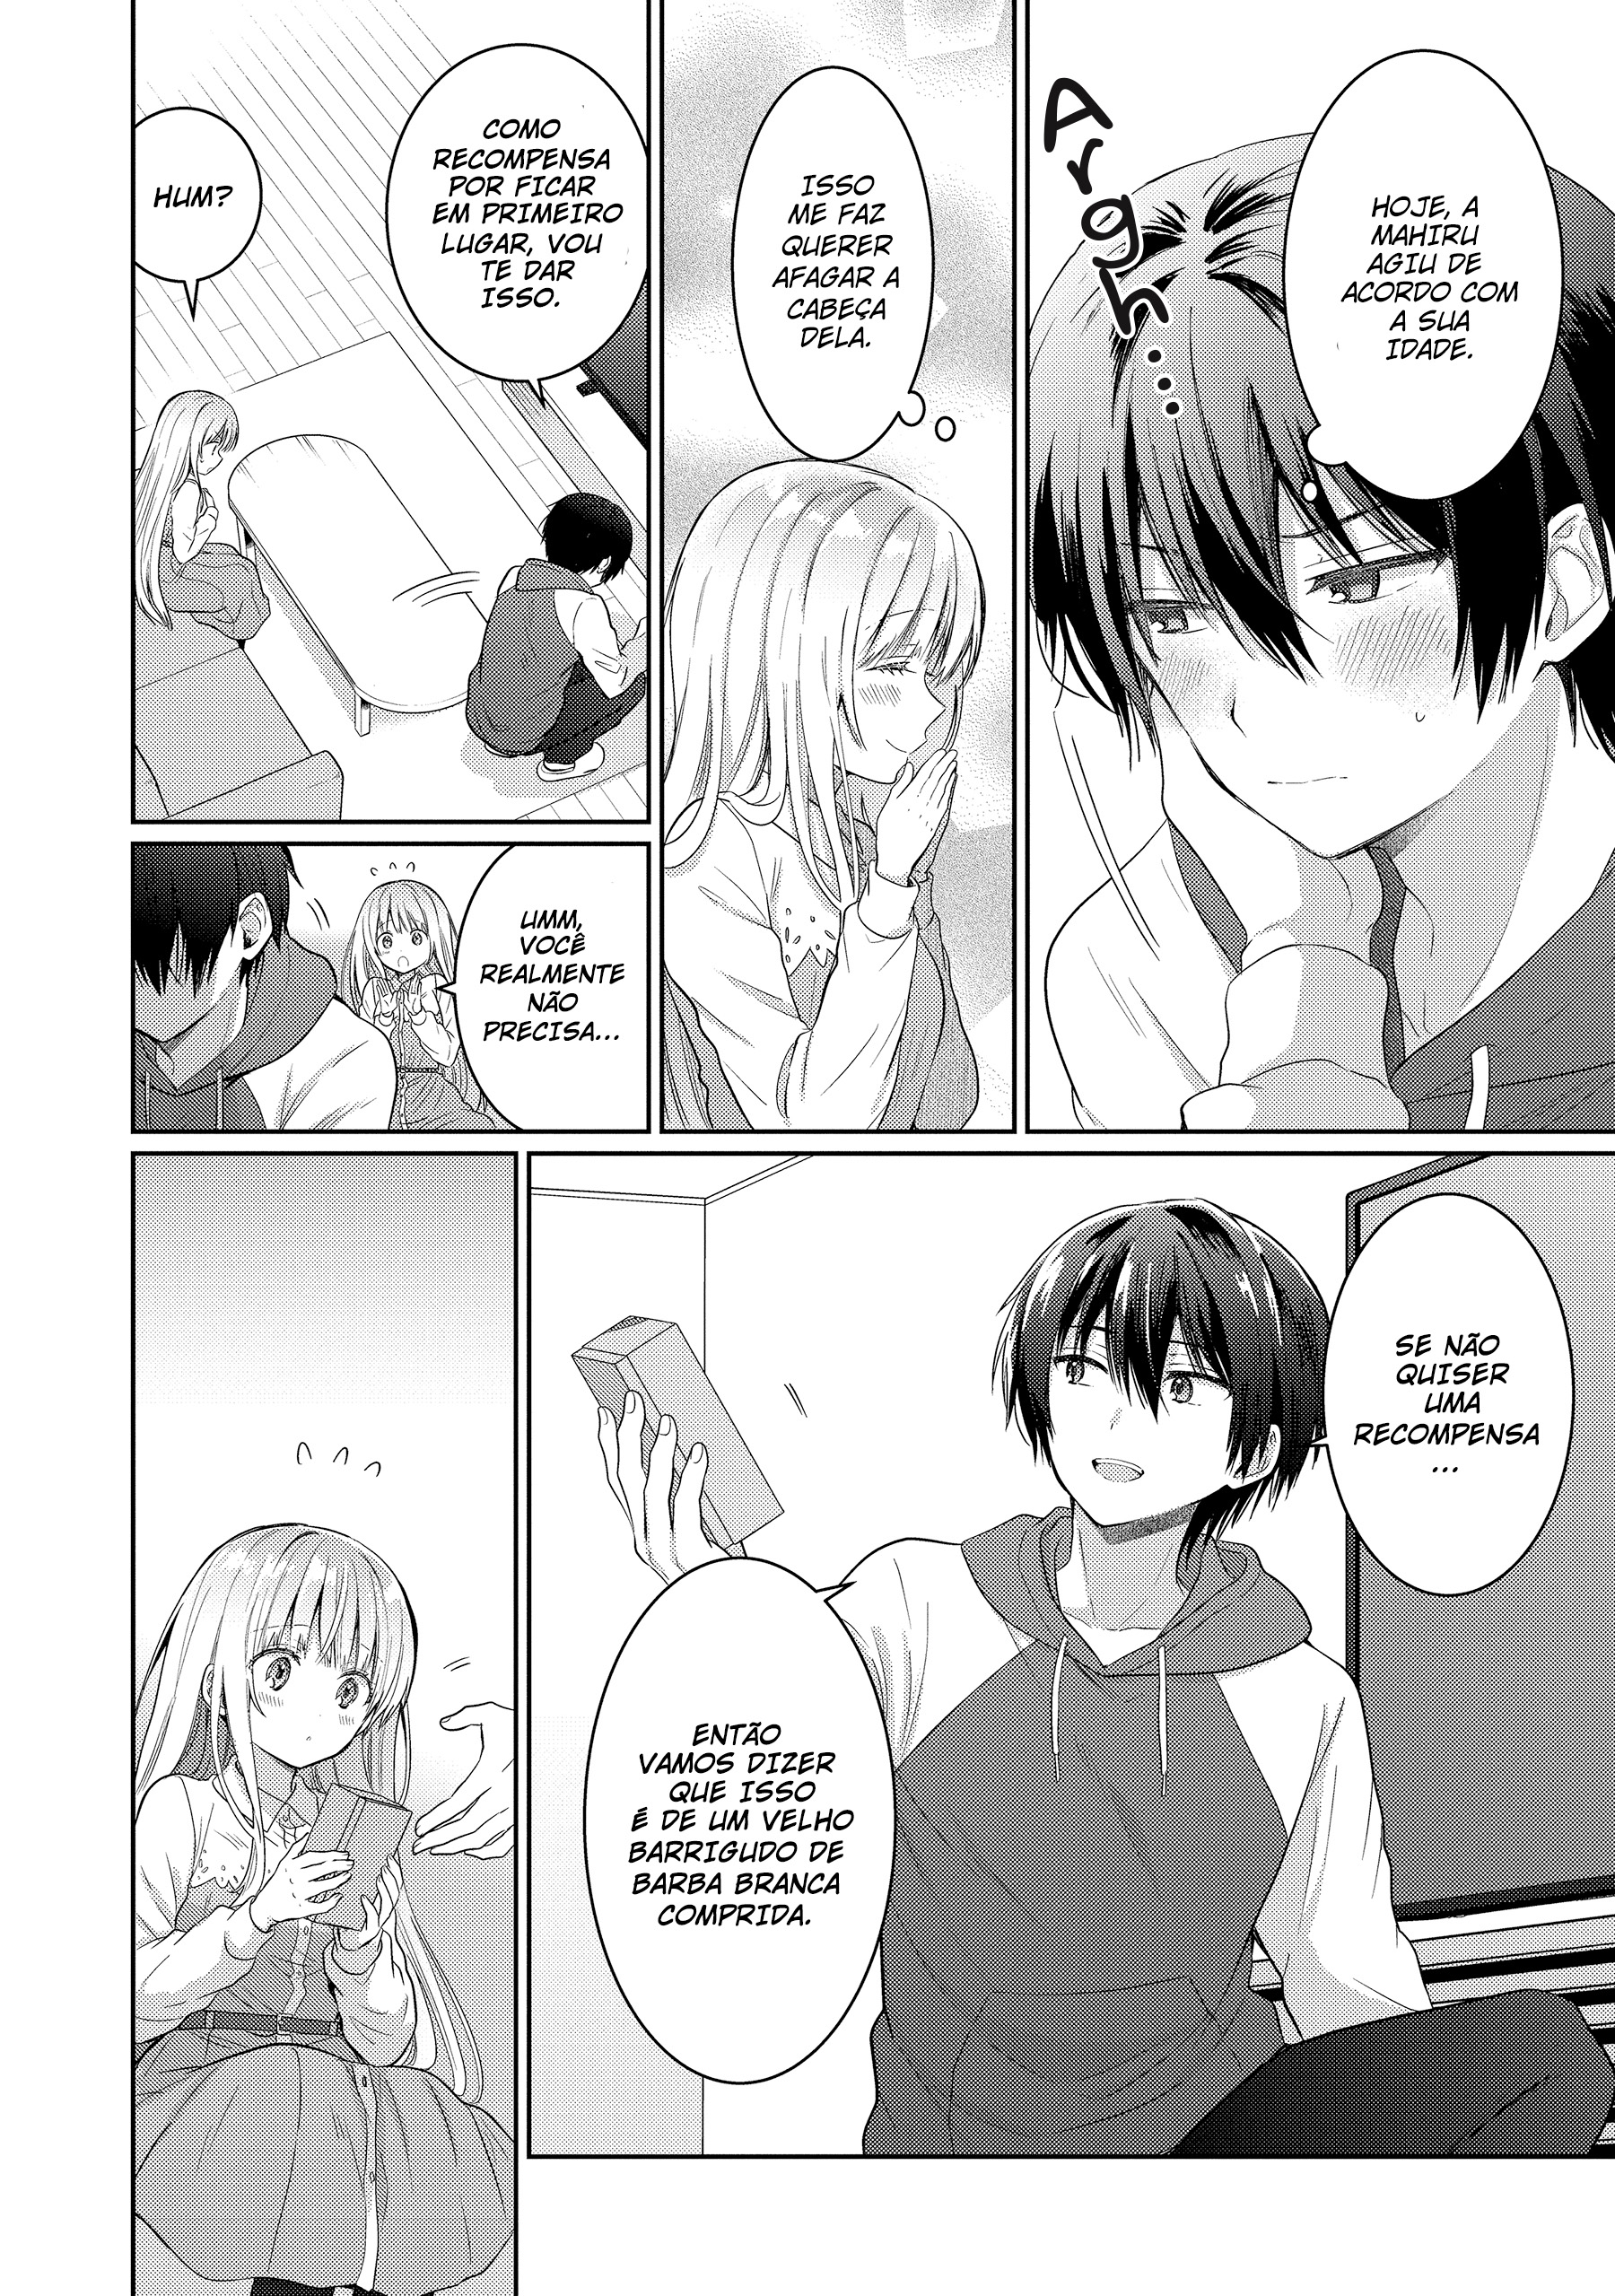 HOJE, A
MAHIRU
AGIU DE
ACORDO COM
A SUA
IDADE.
Argh......
ISSO
ME FAZ
QUERER
AFAGAR A
CABEÇA
DELA.
COMO
RECOMPENSA
POR FICAR
EM PRIMEIRO
LUGAR, VOU
TE DAR
ISSO.
HUM?
UMM,
VOCÊ
REALMENTE
NÃO
PRECISA...
SE NÃO
QUISER
UMA
RECOMPENSA
...
ENTÃO
VAMOS DIZER
QUE ISSO
É DE UM VELHO
BARRIGUDO DE
BARBA BRANCA
COMPRIDA.